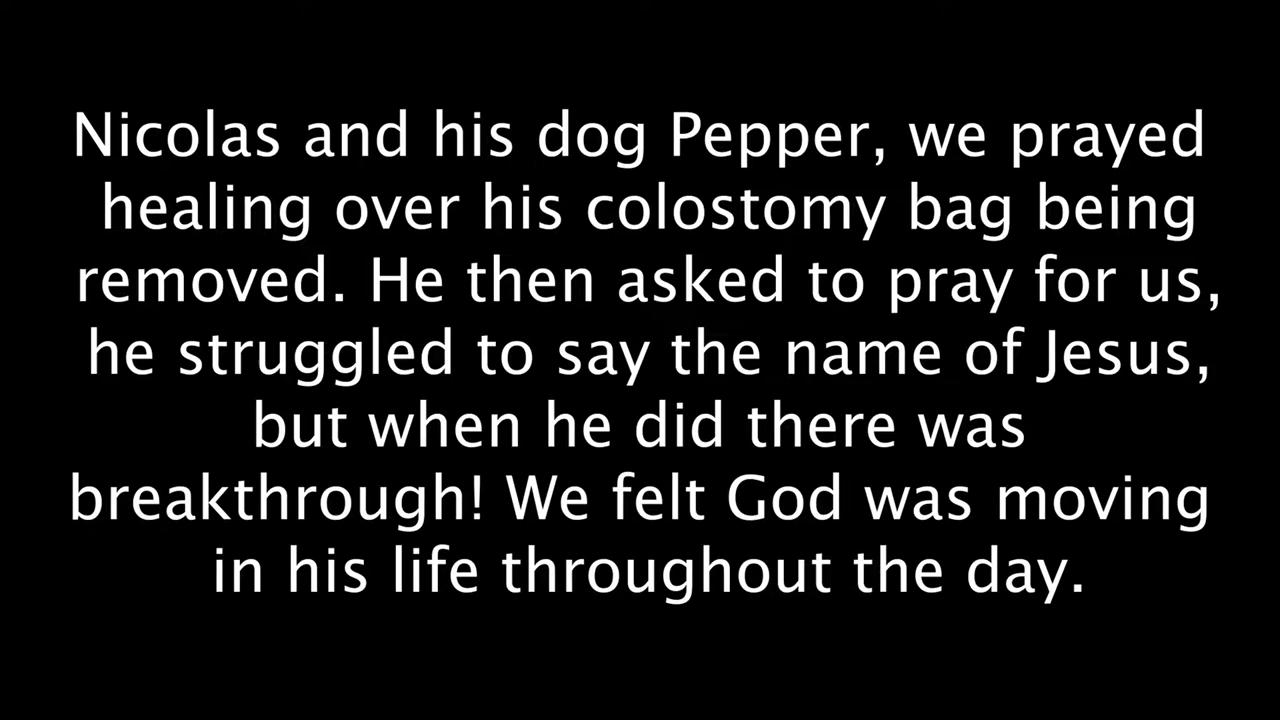 Nicolas and his dog Pepper, we prayed
healing over his colostomy bag being
removed. He then asked to pray for us,
he struggled to say the name of Jesus,
but when he did there was
breakthrough! We felt God was moving
in his life throughout the day.